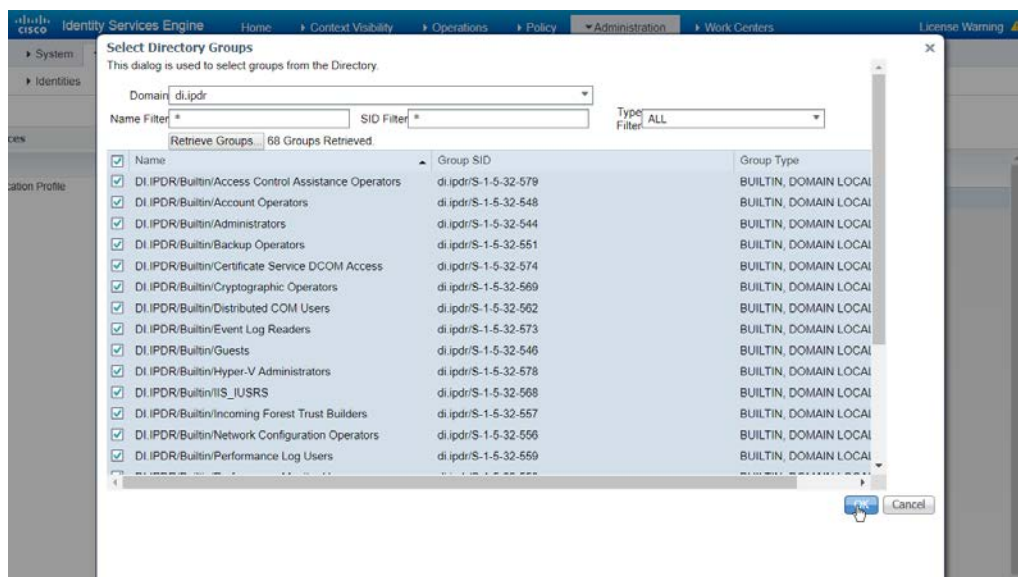 cisco Identity Services Engine Home Context Visibility Operations Policy Administration Work Centers License Warning
System
Identities
Select Directory Groups
This dialog is used to select groups from the Directory.
Domain di.ipdr
Name Filter * SID Filter * Type Filter ALL
Retrieve Groups... 68 Groups Retrieved.
Name Group SID Group Type
DI.IPDR/Builtin/Access Control Assistance Operators di.ipdr/S-1-5-32-579 BUILTIN, DOMAIN LOCAL
DI.IPDR/Builtin/Account Operators di.ipdr/S-1-5-32-548 BUILTIN, DOMAIN LOCAL
DI.IPDR/Builtin/Administrators di.ipdr/S-1-5-32-544 BUILTIN, DOMAIN LOCAL
DI.IPDR/Builtin/Backup Operators di.ipdr/S-1-5-32-551 BUILTIN, DOMAIN LOCAL
DI.IPDR/Builtin/Certificate Service DCOM Access di.ipdr/S-1-5-32-574 BUILTIN, DOMAIN LOCAL
DI.IPDR/Builtin/Cryptographic Operators di.ipdr/S-1-5-32-569 BUILTIN, DOMAIN LOCAL
DI.IPDR/Builtin/Distributed COM Users di.ipdr/S-1-5-32-562 BUILTIN, DOMAIN LOCAL
DI.IPDR/Builtin/Event Log Readers di.ipdr/S-1-5-32-573 BUILTIN, DOMAIN LOCAL
DI.IPDR/Builtin/Guests di.ipdr/S-1-5-32-546 BUILTIN, DOMAIN LOCAL
DI.IPDR/Builtin/Hyper-V Administrators di.ipdr/S-1-5-32-578 BUILTIN, DOMAIN LOCAL
DI.IPDR/Builtin/IIS_IUSRS di.ipdr/S-1-5-32-568 BUILTIN, DOMAIN LOCAL
DI.IPDR/Builtin/Incoming Forest Trust Builders di.ipdr/S-1-5-32-557 BUILTIN, DOMAIN LOCAL
DI.IPDR/Builtin/Network Configuration Operators di.ipdr/S-1-5-32-556 BUILTIN, DOMAIN LOCAL
DI.IPDR/Builtin/Performance Log Users di.ipdr/S-1-5-32-559 BUILTIN, DOMAIN LOCAL
ces
cation Profile
OK Cancel